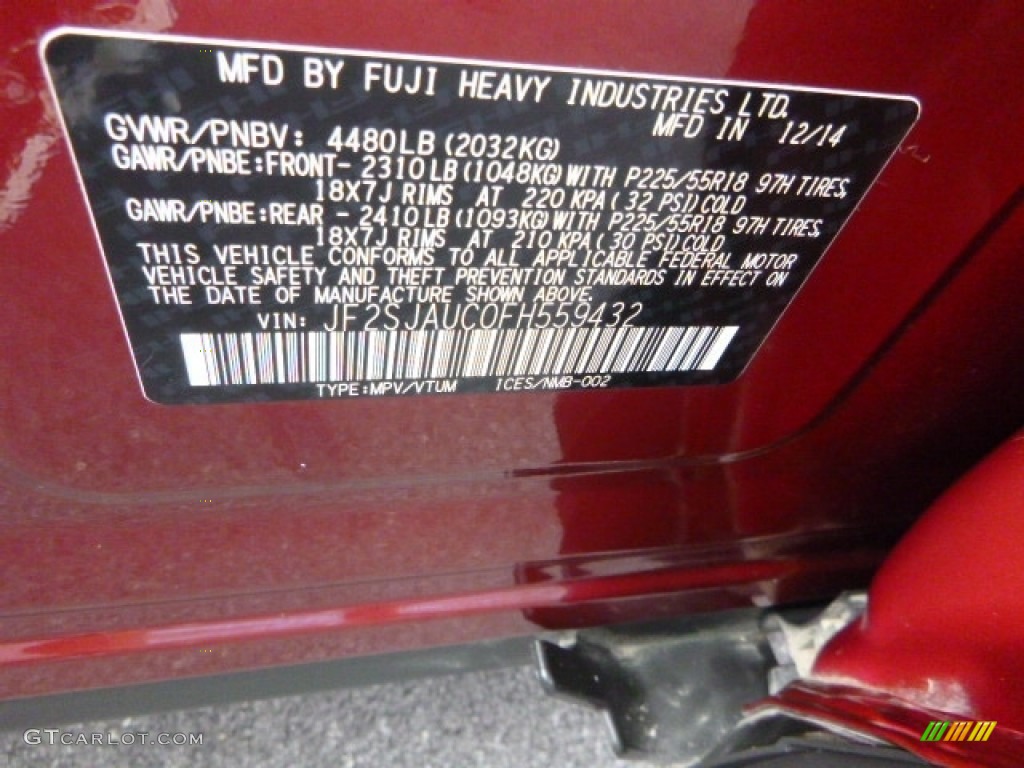 MFD BY FUJI HEAVY INDUSTRIES LTD.
MFD IN 12/14
GVWR/PNBV: 4480LB (2032KG)
GAWR/PNBE:FRONT- 2310LB (1048KG) WITH P225/55R18 97H TIRES,
18X7J RIMS AT 220 KPA ( 32 PSI) COLD
GAWR/PNBE:REAR - 2410LB (1093KG) WITH P225/55R18 97H TIRES,
18X7J RIMS AT 210 KPA ( 30 PSI) COLD
THIS VEHICLE CONFORMS TO ALL APPLICABLE FEDERAL MOTOR
VEHICLE SAFETY AND THEFT PREVENTION STANDARDS IN EFFECT ON
THE DATE OF MANUFACTURE SHOWN ABOVE.
VIN: JF2SJAUC0FH559432
TYPE:MPV/VTUM ICES/NMB-002
GTCARLOT.COM